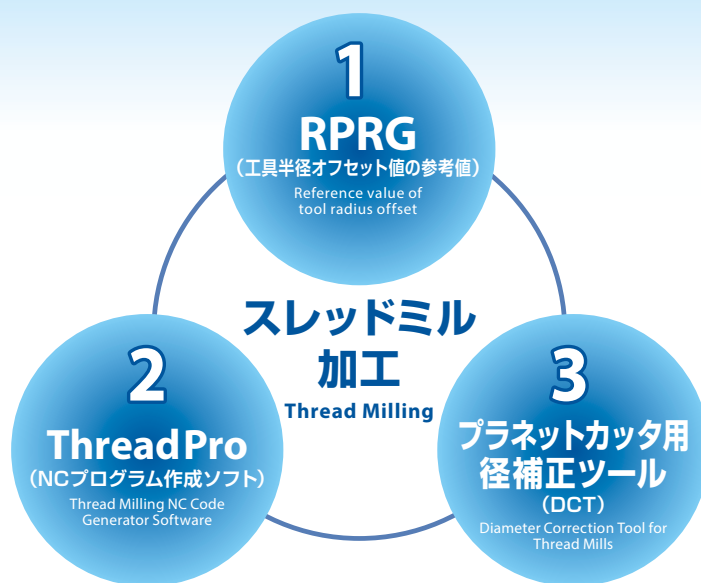 1
RPRG
（工具半径オフセット値の参考値）
Reference value of
tool radius offset
スレッドミル
加工
Thread Milling
2
ThreadPro
（NCプログラム作成ソフト）
Thread Milling NC Code
Generator Software
3
プラネットカッタ用
径補正ツール
（DCT）
Diameter Correction Tool for
Thread Mills